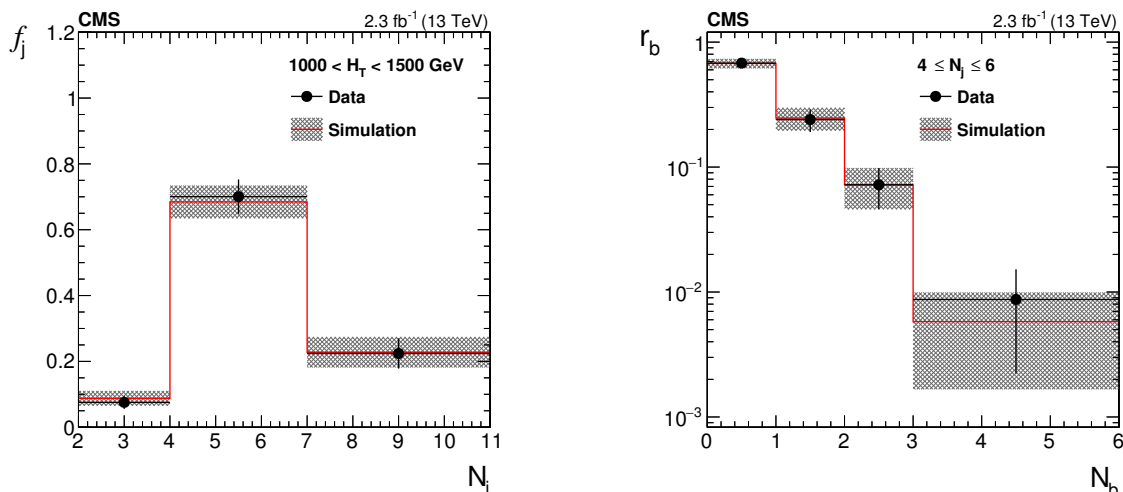 CMS 2.3 fb⁻¹ (13 TeV)
f_j
1000 < H_T < 1500 GeV
Data
Simulation
1.2
1
0.8
0.6
0.4
0.2
0
2 3 4 5 6 7 8 9 10 11
N_j
CMS 2.3 fb⁻¹ (13 TeV)
r_b
4 ≤ N_j ≤ 6
Data
Simulation
1
10⁻¹
10⁻²
10⁻³
0 1 2 3 4 5 6
N_b